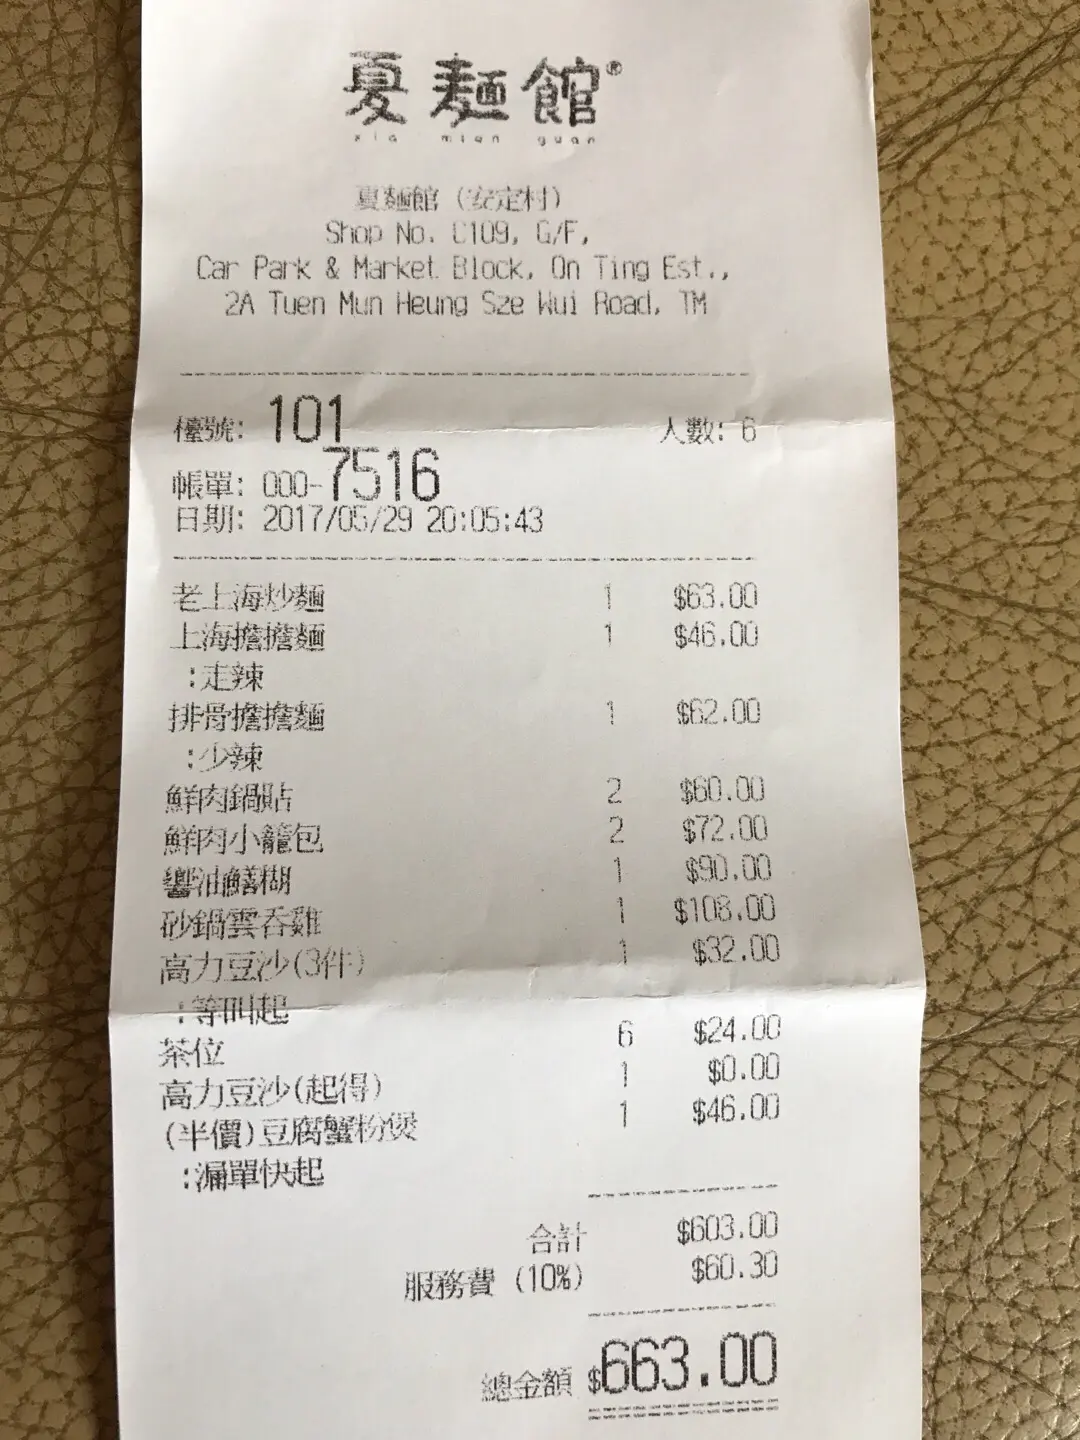 夏麵館®
xia mian guan
夏麵館 (安定村)
Shop No. C109, G/F,
Car Park & Market Block, On Ting Est.,
2A Tuen Mun Heung Sze Wui Road, TM
檯號: 101 人數: 6
帳單: 000-7516
日期: 2017/05/29 20:05:43
老上海炒麵 1 $63.00
上海擔擔麵 1 $46.00
:走辣
排骨擔擔麵 1 $62.00
:少辣
鮮肉鍋貼 2 $60.00
鮮肉小籠包 2 $72.00
響油鱔糊 1 $90.00
砂鍋雲吞雞 1 $108.00
高力豆沙(3件) 1 $32.00
:等叫起
茶位 6 $24.00
高力豆沙(起得) 1 $0.00
(半價)豆腐蟹粉煲 1 $46.00
:漏單快起
合計 $603.00
服務費 (10%) $60.30
總金額 $663.00